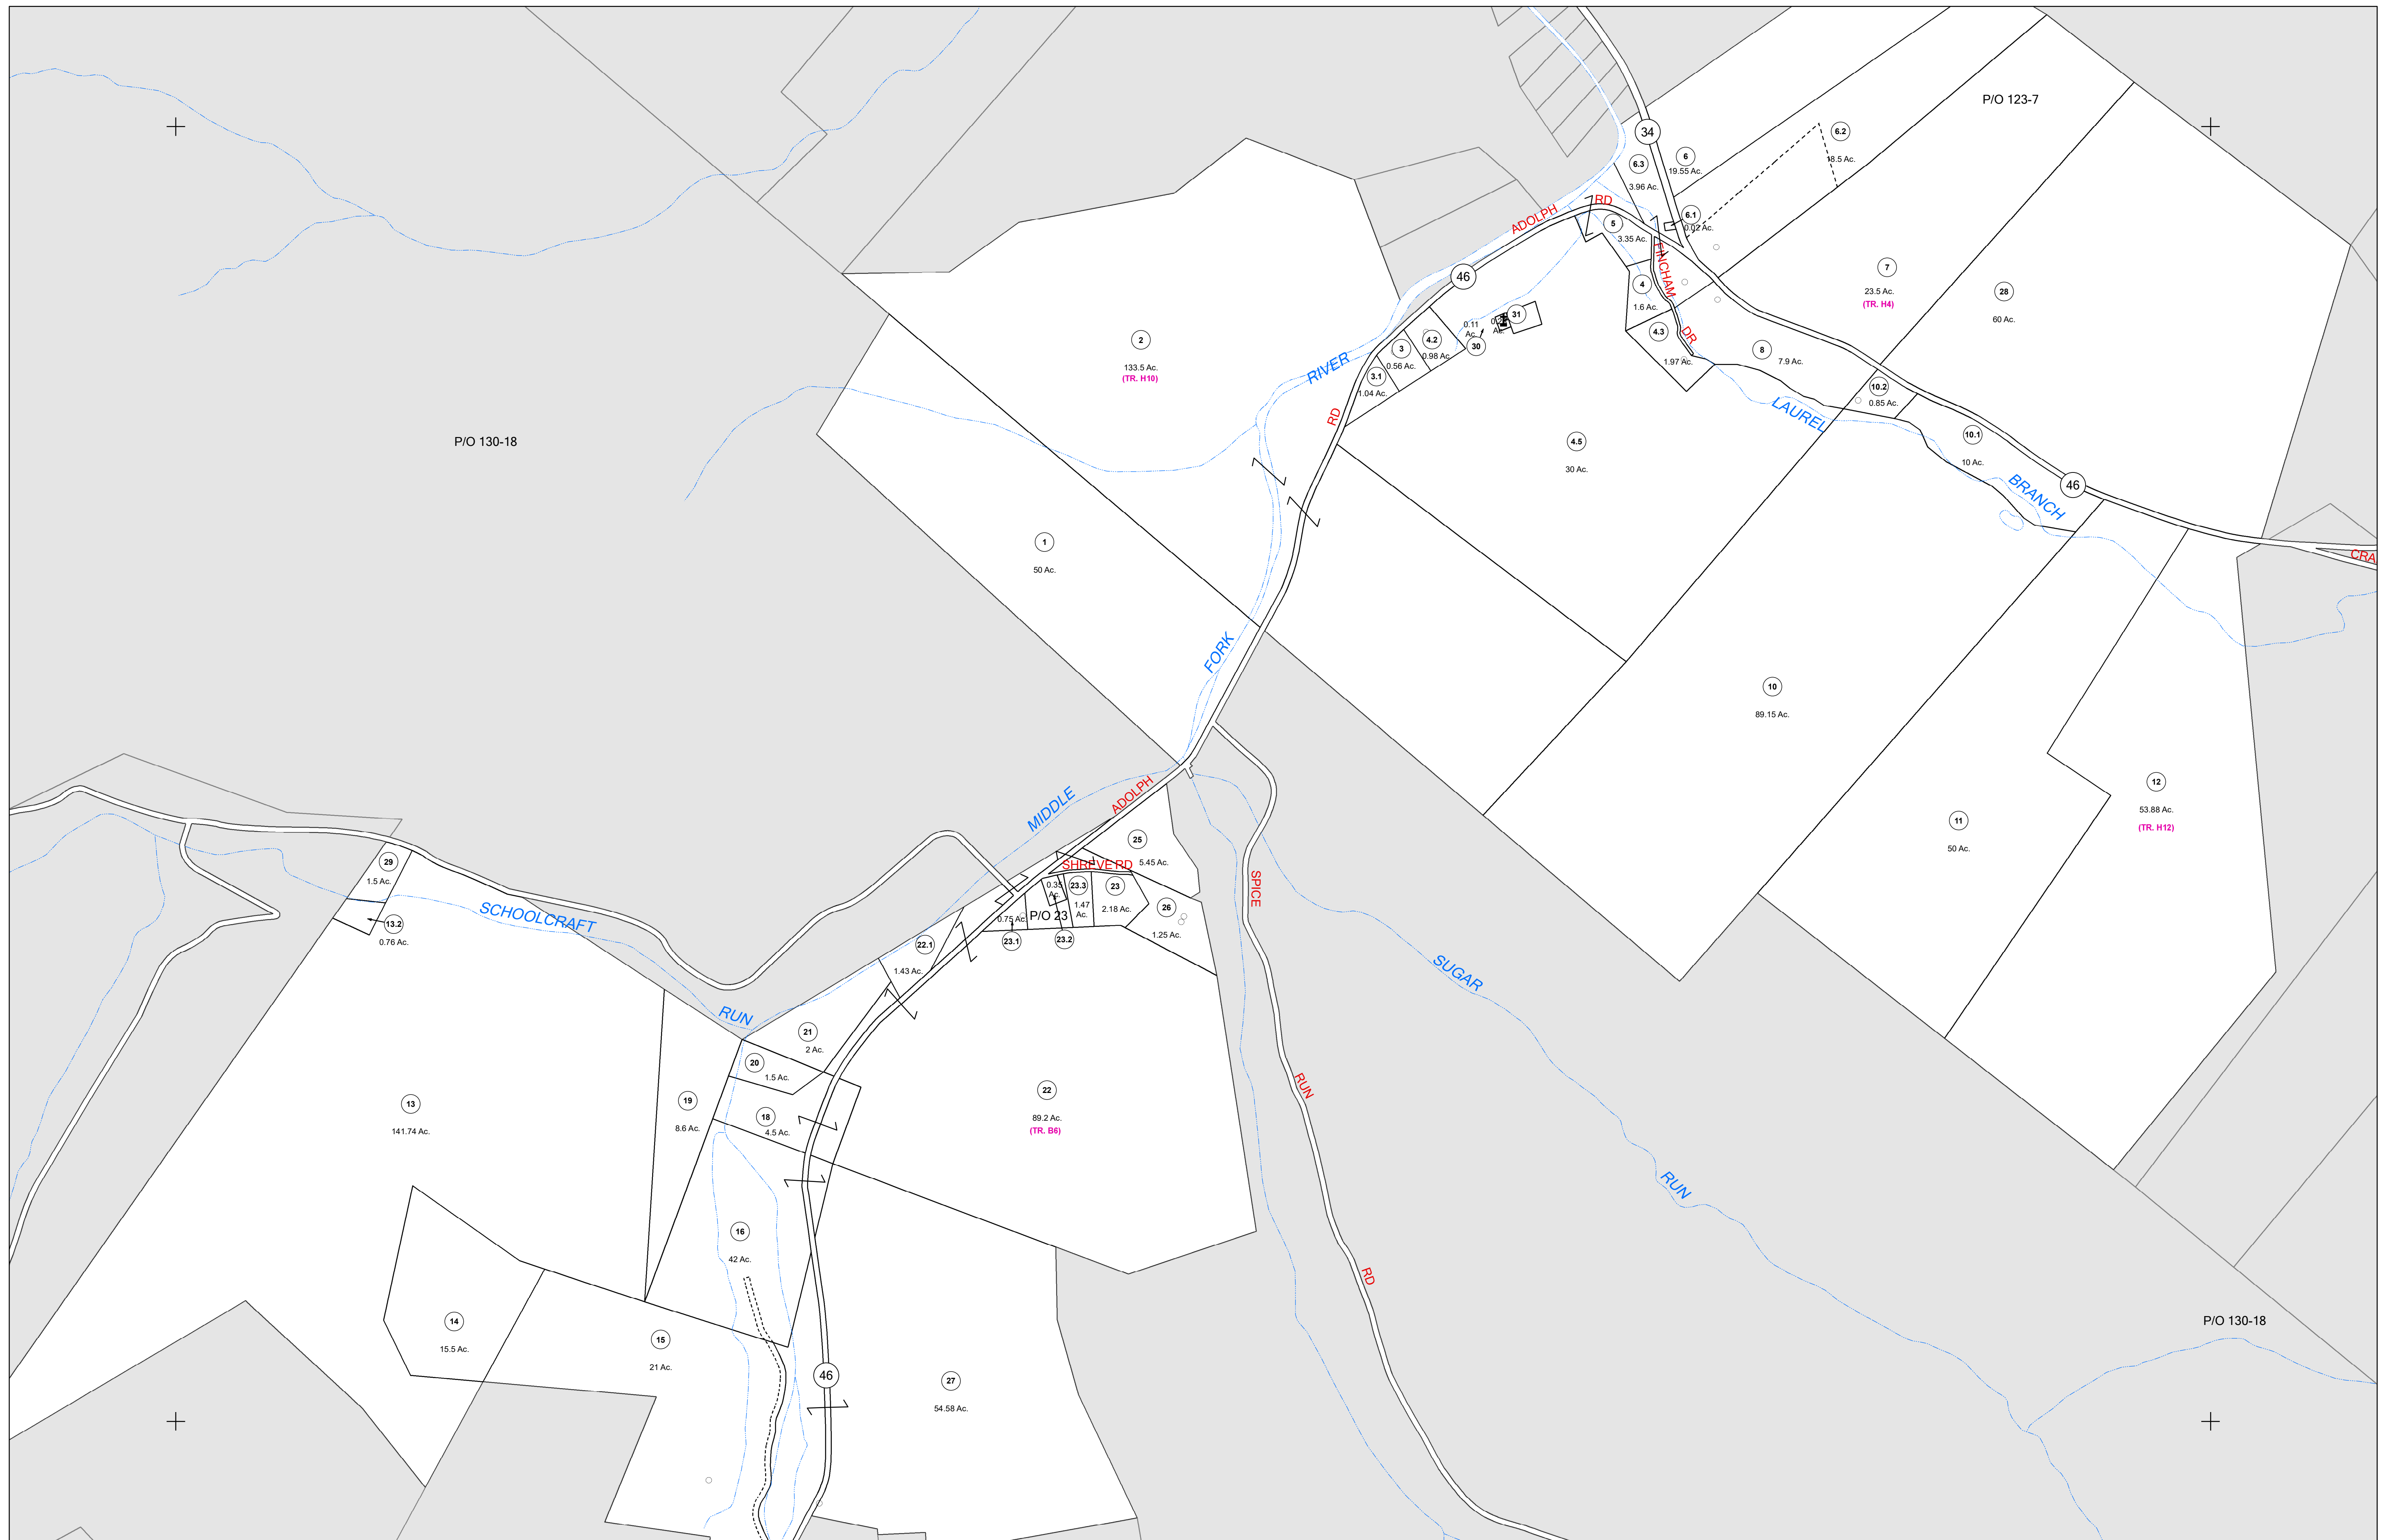 P/O 123-7
34
6.2
18.5 Ac.
6.3
3.96 Ac.
6
19.55 Ac.
6.1
0.02 Ac.
ADOLPH
RD
5
3.35 Ac.
46
FINCHAM
DR
7
23.5 Ac.
(TR. H4)
28
60 Ac.
4
1.6 Ac.
4.3
1.97 Ac.
31
0.11
Ac.
Ac.
30
2
133.5 Ac.
(TR. H10)
RIVER
3
0.56 Ac.
4.2
0.98 Ac.
3.1
1.04 Ac.
RD
8
7.9 Ac.
10.2
0.85 Ac.
LAUREL
BRANCH
10.1
10 Ac.
46
P/O 130-18
4.5
30 Ac.
1
50 Ac.
CRA
FORK
10
89.15 Ac.
12
53.88 Ac.
(TR. H12)
11
50 Ac.
MIDDLE
ADOLPH
25
5.45 Ac.
SHREVE RD
29
1.5 Ac.
13.2
0.76 Ac.
SCHOOLCRAFT
RUN
0.35
Ac.
23.3
1.47
Ac.
23
2.18 Ac.
0.75 Ac.
P/O 23
23.1
23.2
26
1.25 Ac.
SPICE
RUN
RD
22.1
1.43 Ac.
SUGAR
RUN
21
2 Ac.
20
1.5 Ac.
13
141.74 Ac.
19
8.6 Ac.
18
4.5 Ac.
22
89.2 Ac.
(TR. B6)
16
42 Ac.
14
15.5 Ac.
15
21 Ac.
46
27
54.58 Ac.
P/O 130-18